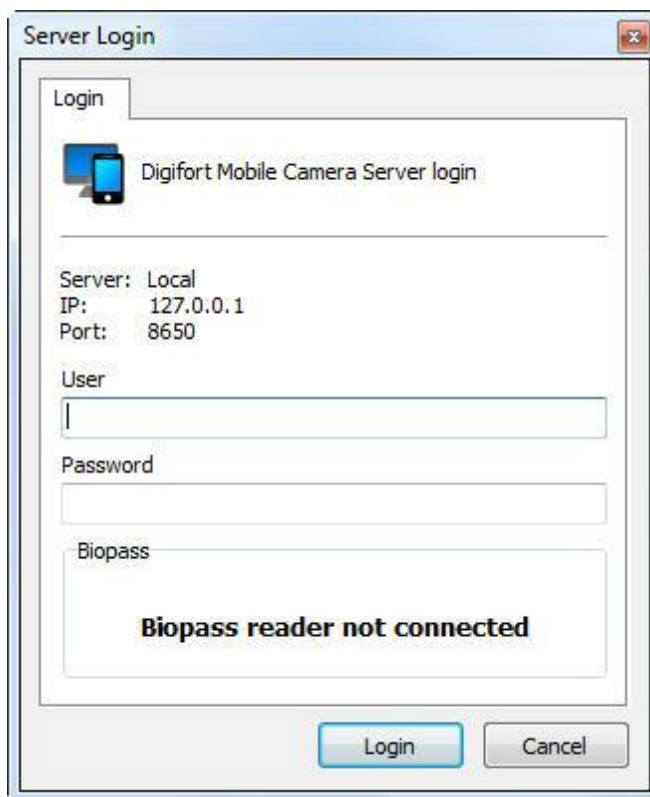 Server Login
Login
Digifort Mobile Camera Server login
Server: Local
IP: 127.0.0.1
Port: 8650
User
Password
Biopass
Biopass reader not connected
Login Cancel